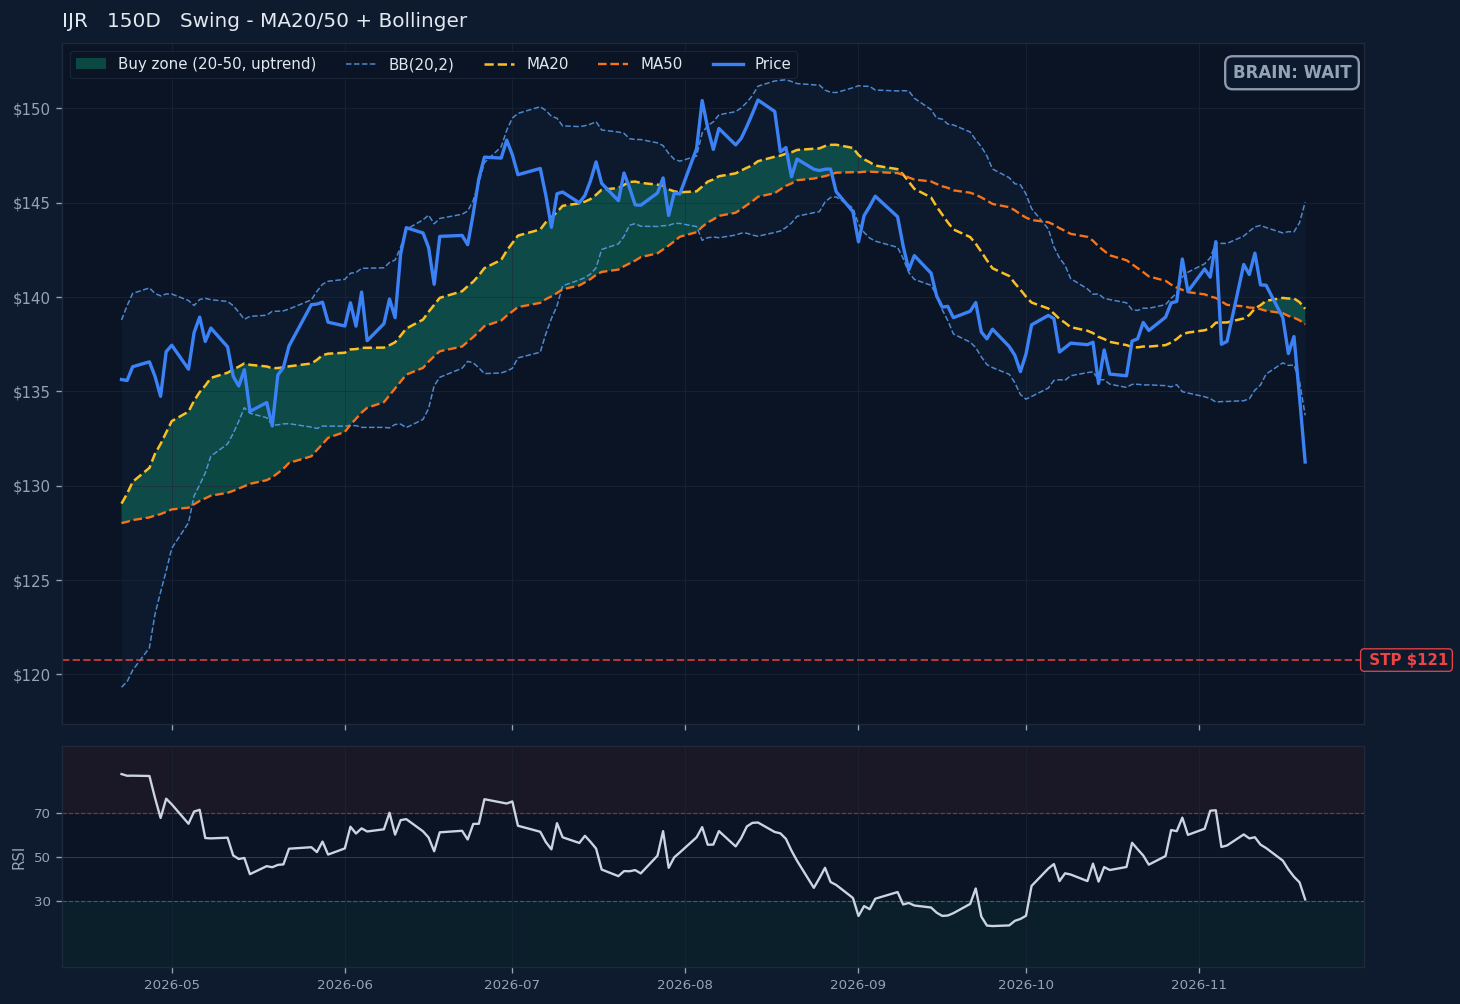 IJR 150D Swing - MA20/50 + Bollinger
Buy zone (20-50, uptrend) BB(20,2) MA20 MA50 Price
BRAIN: WAIT
$150
$145
$140
$135
$130
$125
$120
STP $121
70
50
30
RSI
2026-05 2026-06 2026-07 2026-08 2026-09 2026-10 2026-11